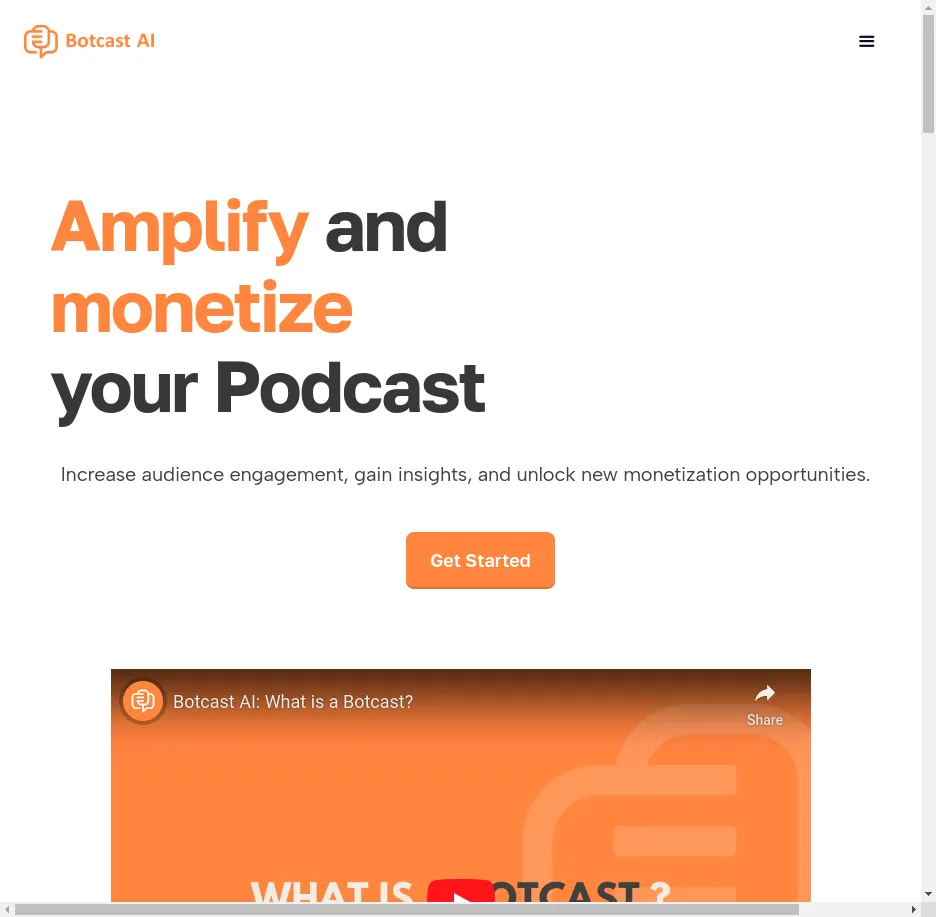 Botcast AI
Amplify and
monetize
your Podcast
Increase audience engagement, gain insights, and unlock new monetization opportunities.
Get Started
Botcast AI: What is a Botcast?
Share
WHAT IS OTCAST ?